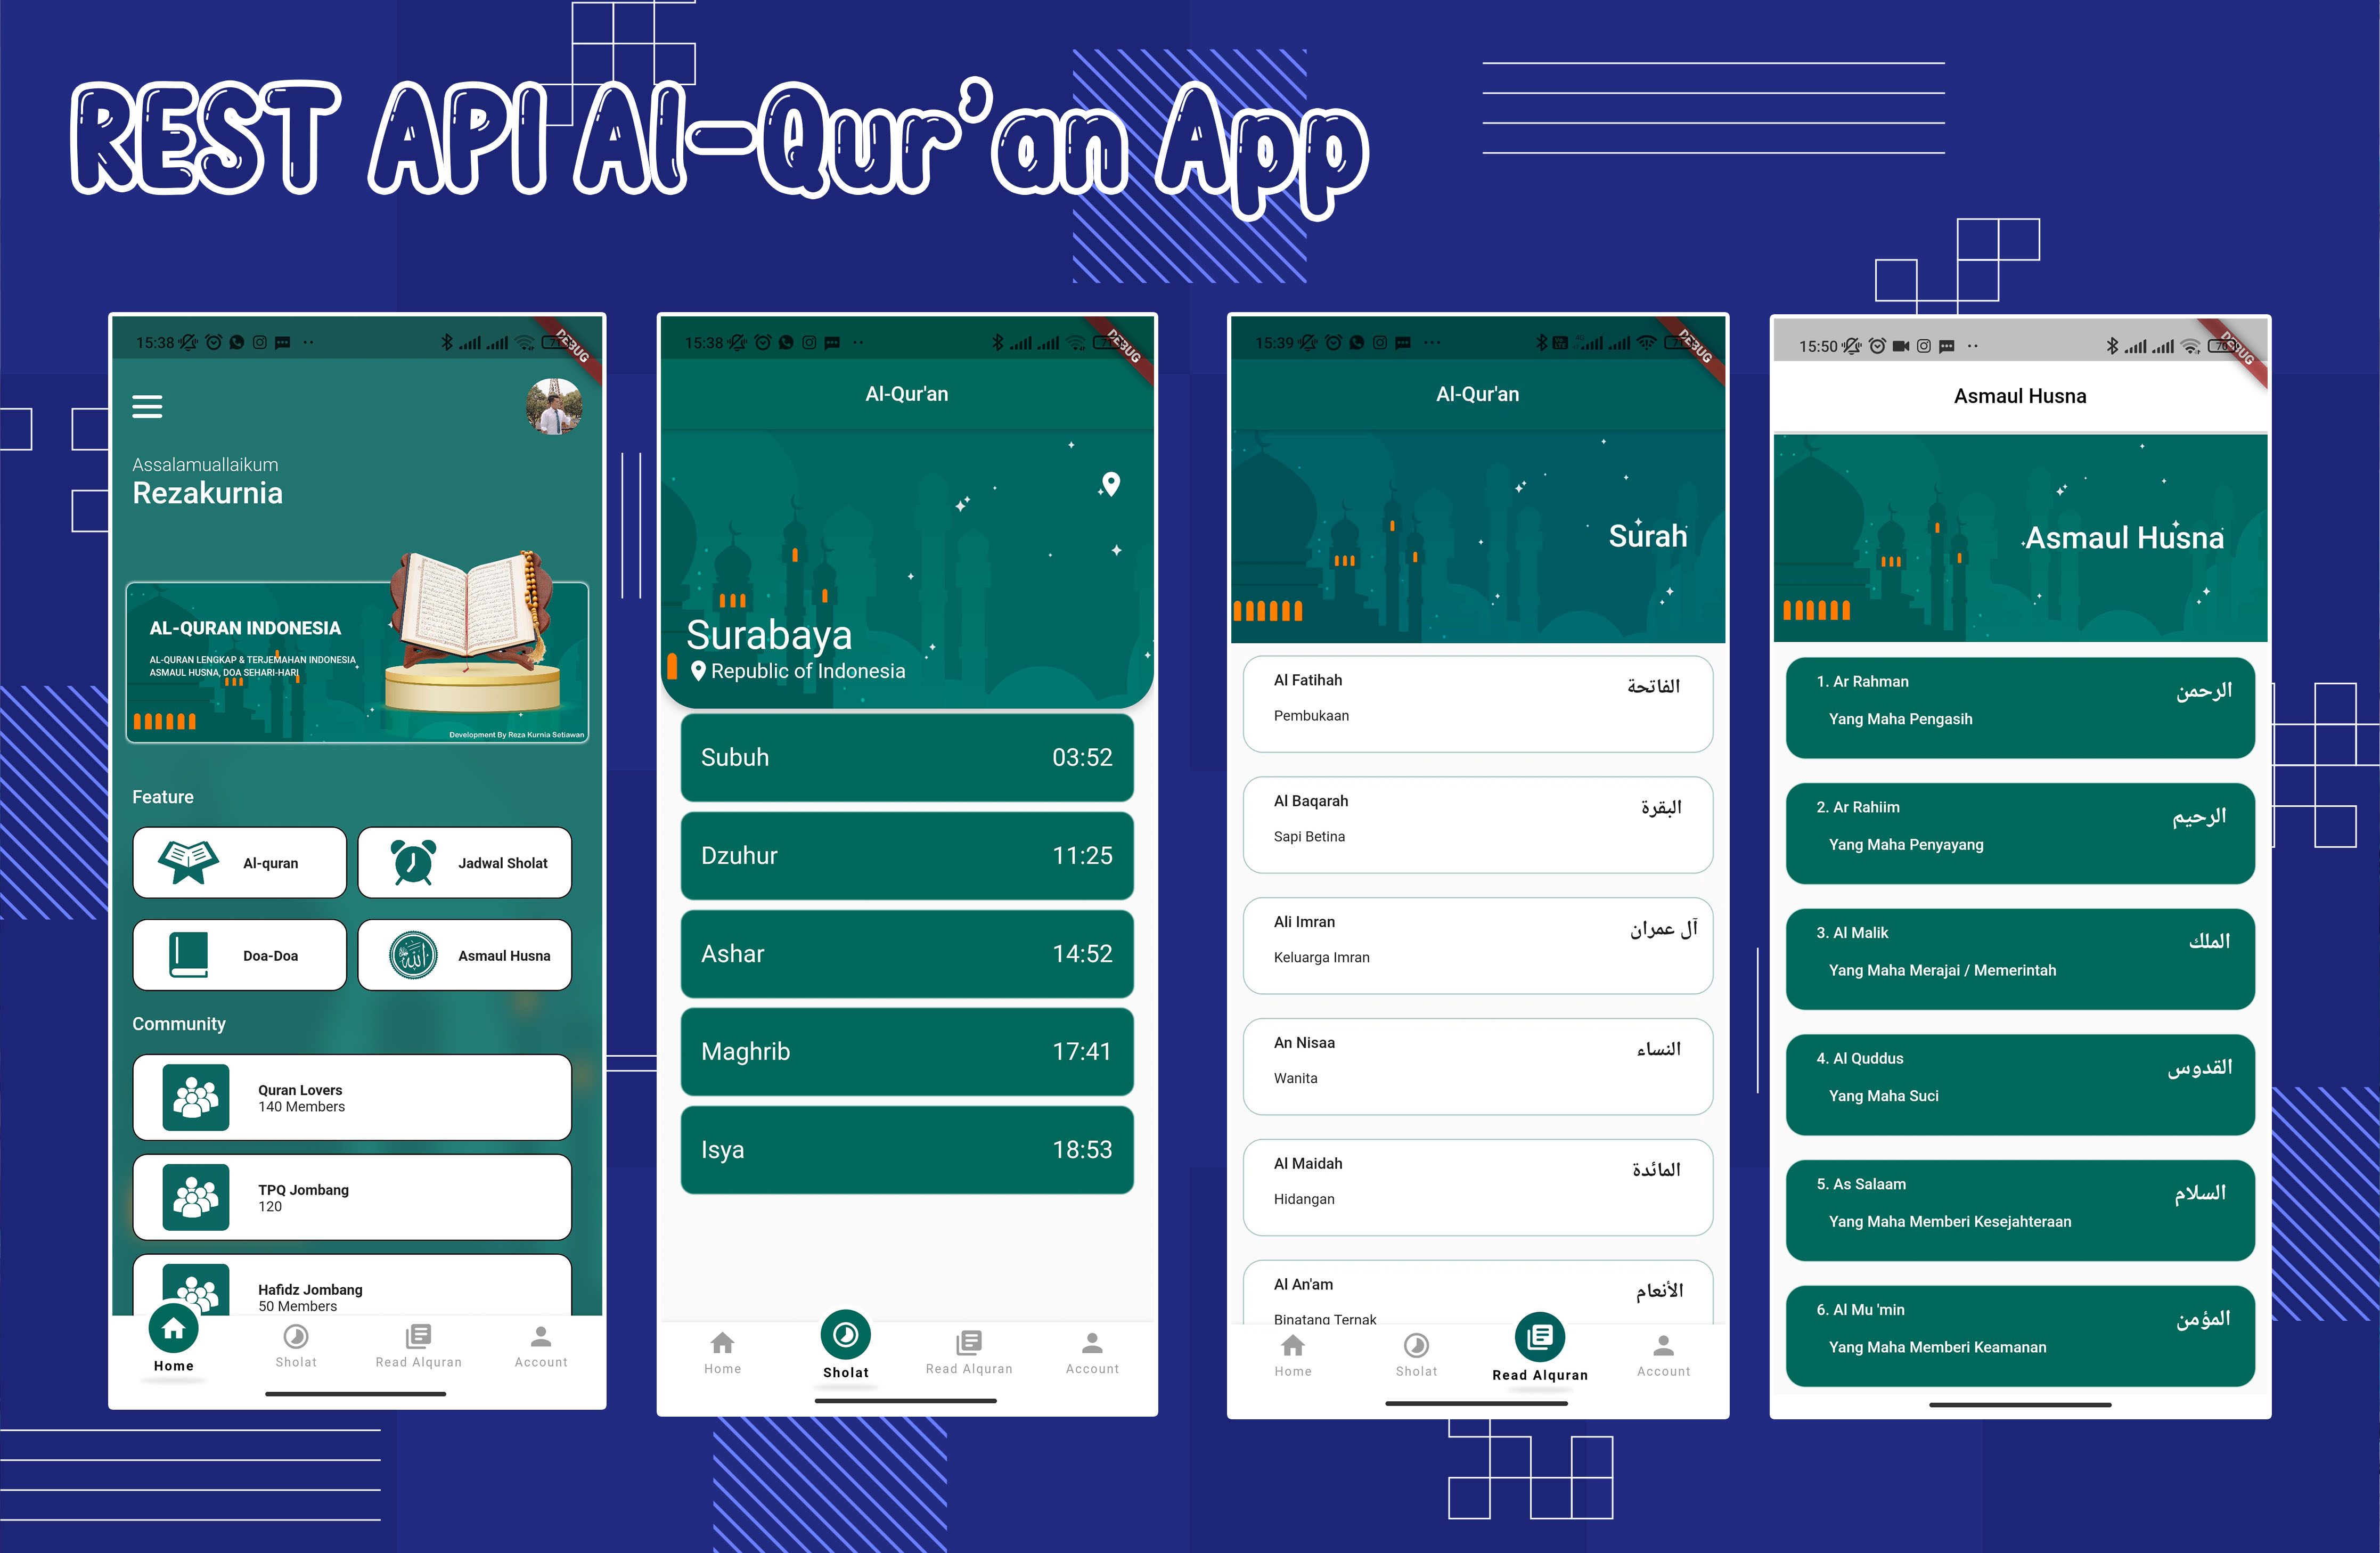 REST API Al-Qur'an App
15:38
DEBUG
Assalamuallaikum
Rezakurnia
AL-QURAN INDONESIA
AL-QURAN LENGKAP & TERJEMAHAN INDONESIA
ASMAUL HUSNA, DOA SEHARI-HARI
Development By Reza Kurnia Setiawan
Feature
Al-quran
Jadwal Sholat
Doa-Doa
Asmaul Husna
Community
Quran Lovers
140 Members
TPQ Jombang
120
Hafidz Jombang
50 Members
Home
Sholat
Read Alquran
Account
15:38
DEBUG
Al-Qur'an
Surabaya
Republic of Indonesia
Subuh 03:52
Dzuhur 11:25
Ashar 14:52
Maghrib 17:41
Isya 18:53
Home
Sholat
Read Alquran
Account
15:39
DEBUG
Al-Qur'an
Surah
Al Fatihah الفاتحة
Pembukaan
Al Baqarah البقرة
Sapi Betina
Ali Imran آل عمران
Keluarga Imran
An Nisaa النساء
Wanita
Al Maidah المائدة
Hidangan
Al An'am الأنعام
Binatang Ternak
Home
Sholat
Read Alquran
Account
15:50
DEBUG
Asmaul Husna
Asmaul Husna
1. Ar Rahman الرحمن
Yang Maha Pengasih
2. Ar Rahiim الرحيم
Yang Maha Penyayang
3. Al Malik الملك
Yang Maha Merajai / Memerintah
4. Al Quddus القدوس
Yang Maha Suci
5. As Salaam السلام
Yang Maha Memberi Kesejahteraan
6. Al Mu 'min المؤمن
Yang Maha Memberi Keamanan